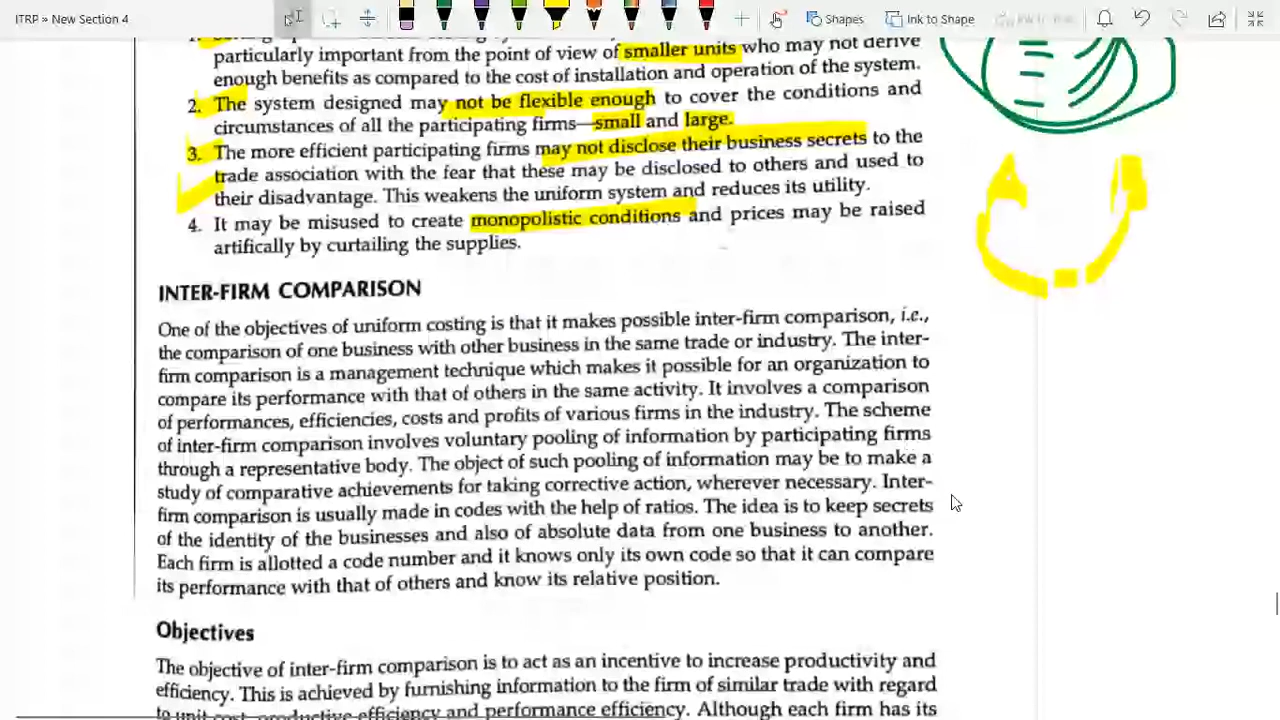 ITRP » New Section 4
Shapes
Ink to Shape
particularly important from the point of view of smaller units who may not derive
enough benefits as compared to the cost of installation and operation of the system.
2. The system designed may not be flexible enough to cover the conditions and
circumstances of all the participating firms—small and large.
3. The more efficient participating firms may not disclose their business secrets to the
trade association with the fear that these may be disclosed to others and used to
their disadvantage. This weakens the uniform system and reduces its utility.
4. It may be misused to create monopolistic conditions and prices may be raised
artifically by curtailing the supplies.
INTER-FIRM COMPARISON
One of the objectives of uniform costing is that it makes possible inter-firm comparison, i.e.,
the comparison of one business with other business in the same trade or industry. The inter-
firm comparison is a management technique which makes it possible for an organization to
compare its performance with that of others in the same activity. It involves a comparison
of performances, efficiencies, costs and profits of various firms in the industry. The scheme
of inter-firm comparison involves voluntary pooling of information by participating firms
through a representative body. The object of such pooling of information may be to make a
study of comparative achievements for taking corrective action, wherever necessary. Inter-
firm comparison is usually made in codes with the help of ratios. The idea is to keep secrets
of the identity of the businesses and also of absolute data from one business to another.
Each firm is allotted a code number and it knows only its own code so that it can compare
its performance with that of others and know its relative position.
Objectives
The objective of inter-firm comparison is to act as an incentive to increase productivity and
efficiency. This is achieved by furnishing information to the firm of similar trade with regard
to unit cost, productive efficiency and performance efficiency. Although each firm has its